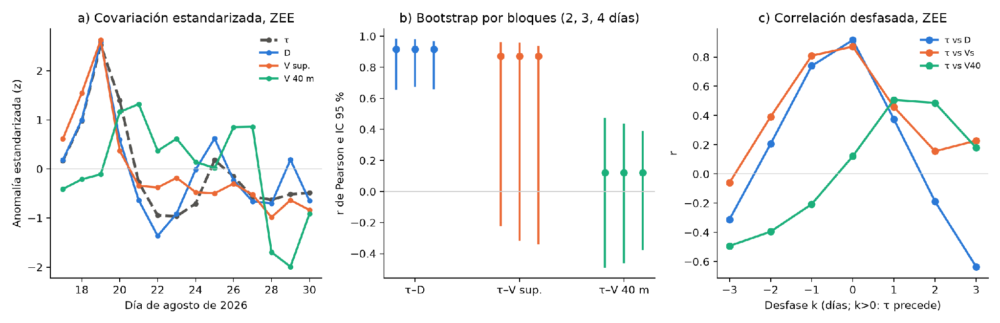 a) Covariación estandarizada, ZEE
Anomalía estandarizada (z)
2
1
0
−1
−2
τ
D
V sup.
V 40 m
18 20 22 24 26 28 30
Día de agosto de 2026
b) Bootstrap por bloques (2, 3, 4 días)
r de Pearson e IC 95 %
1.0
0.8
0.6
0.4
0.2
0.0
−0.2
−0.4
τ–D τ–V sup. τ–V 40 m
c) Correlación desfasada, ZEE
r
0.8
0.6
0.4
0.2
0.0
−0.2
−0.4
−0.6
τ vs D
τ vs Vs
τ vs V40
−3 −2 −1 0 1 2 3
Desfase k (días; k>0: τ precede)